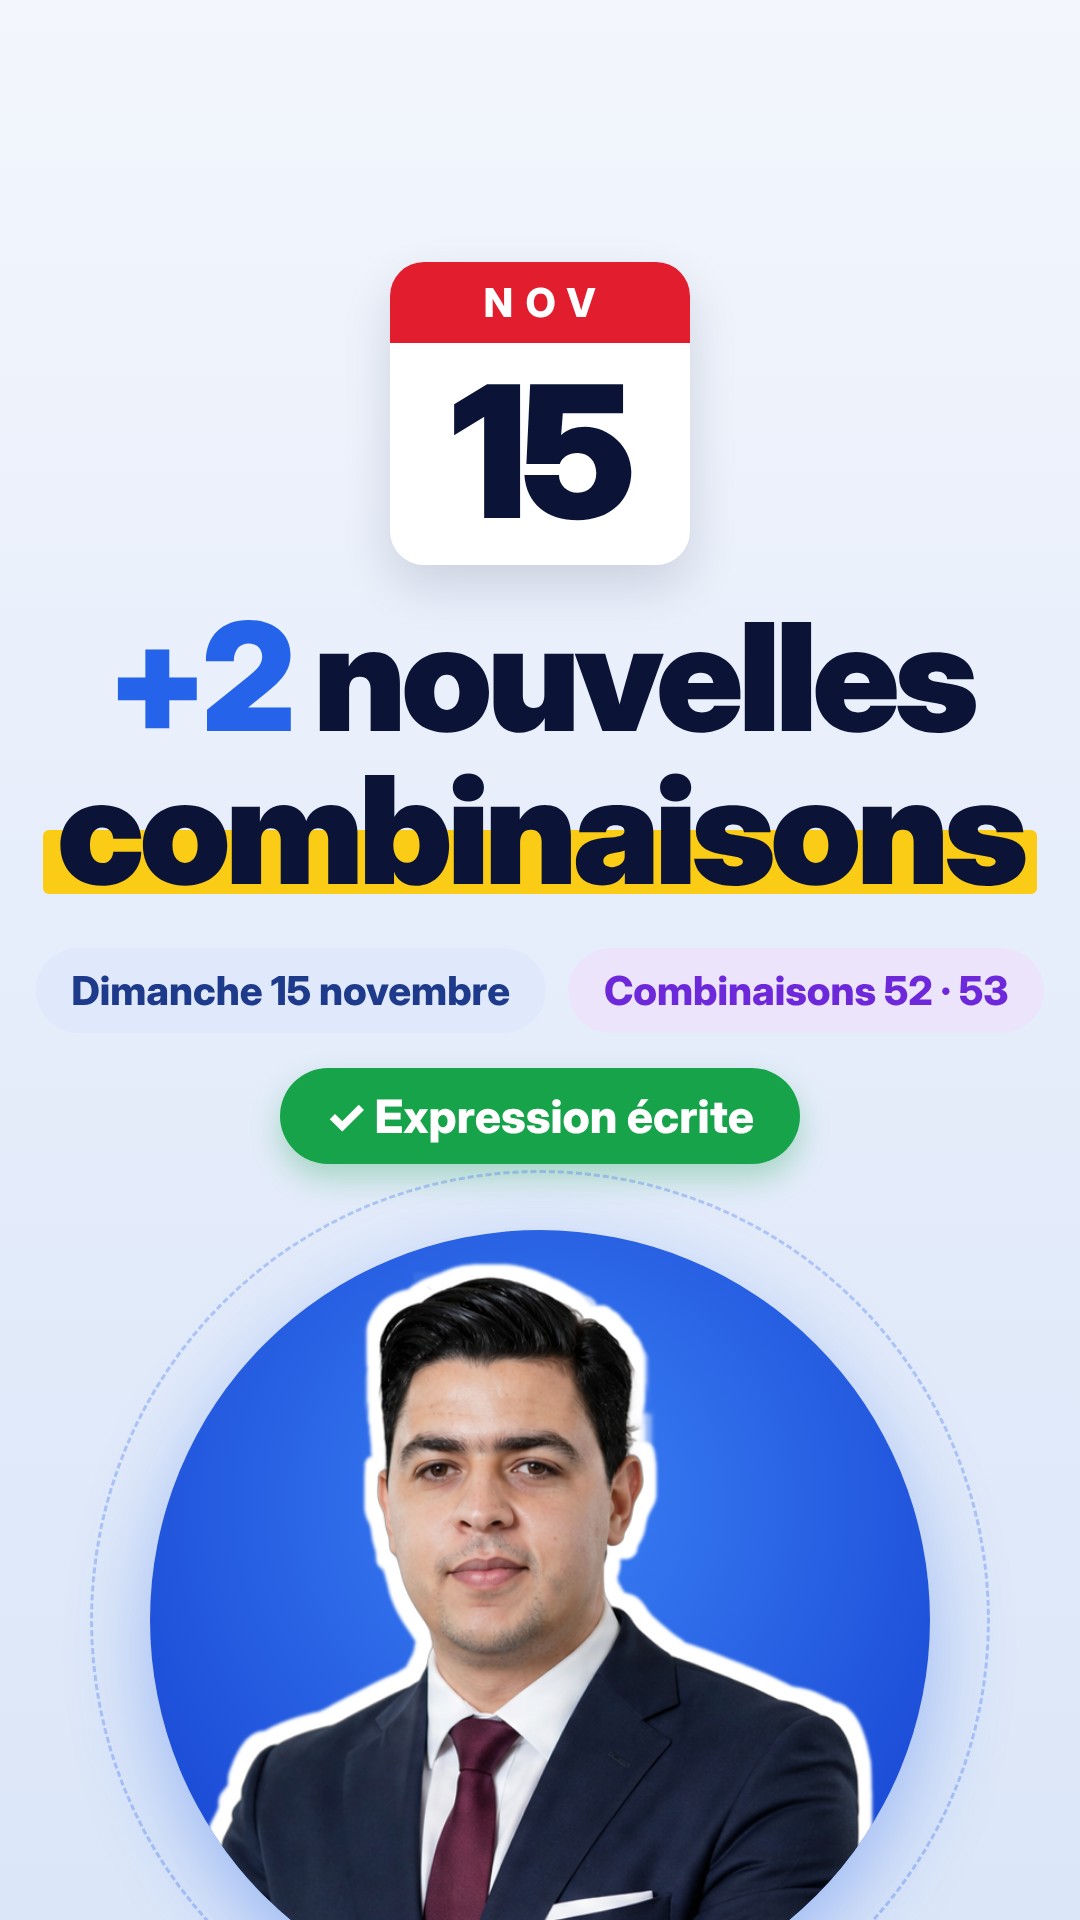 NOV
15
+2 nouvelles
combinaisons
Dimanche 15 novembre
Combinaisons 52 · 53
✓ Expression écrite